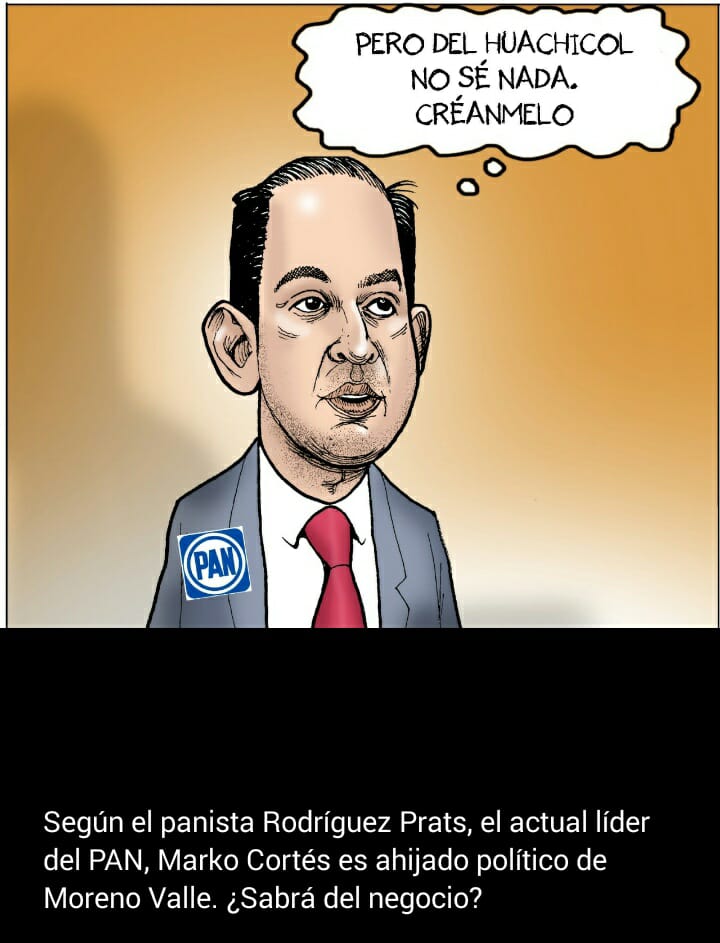 PERO DEL HUACHICOL
NO SÉ NADA.
CRÉANMELO
PAN
Según el panista Rodríguez Prats, el actual líder
del PAN, Marko Cortés es ahijado político de
Moreno Valle. ¿Sabrá del negocio?